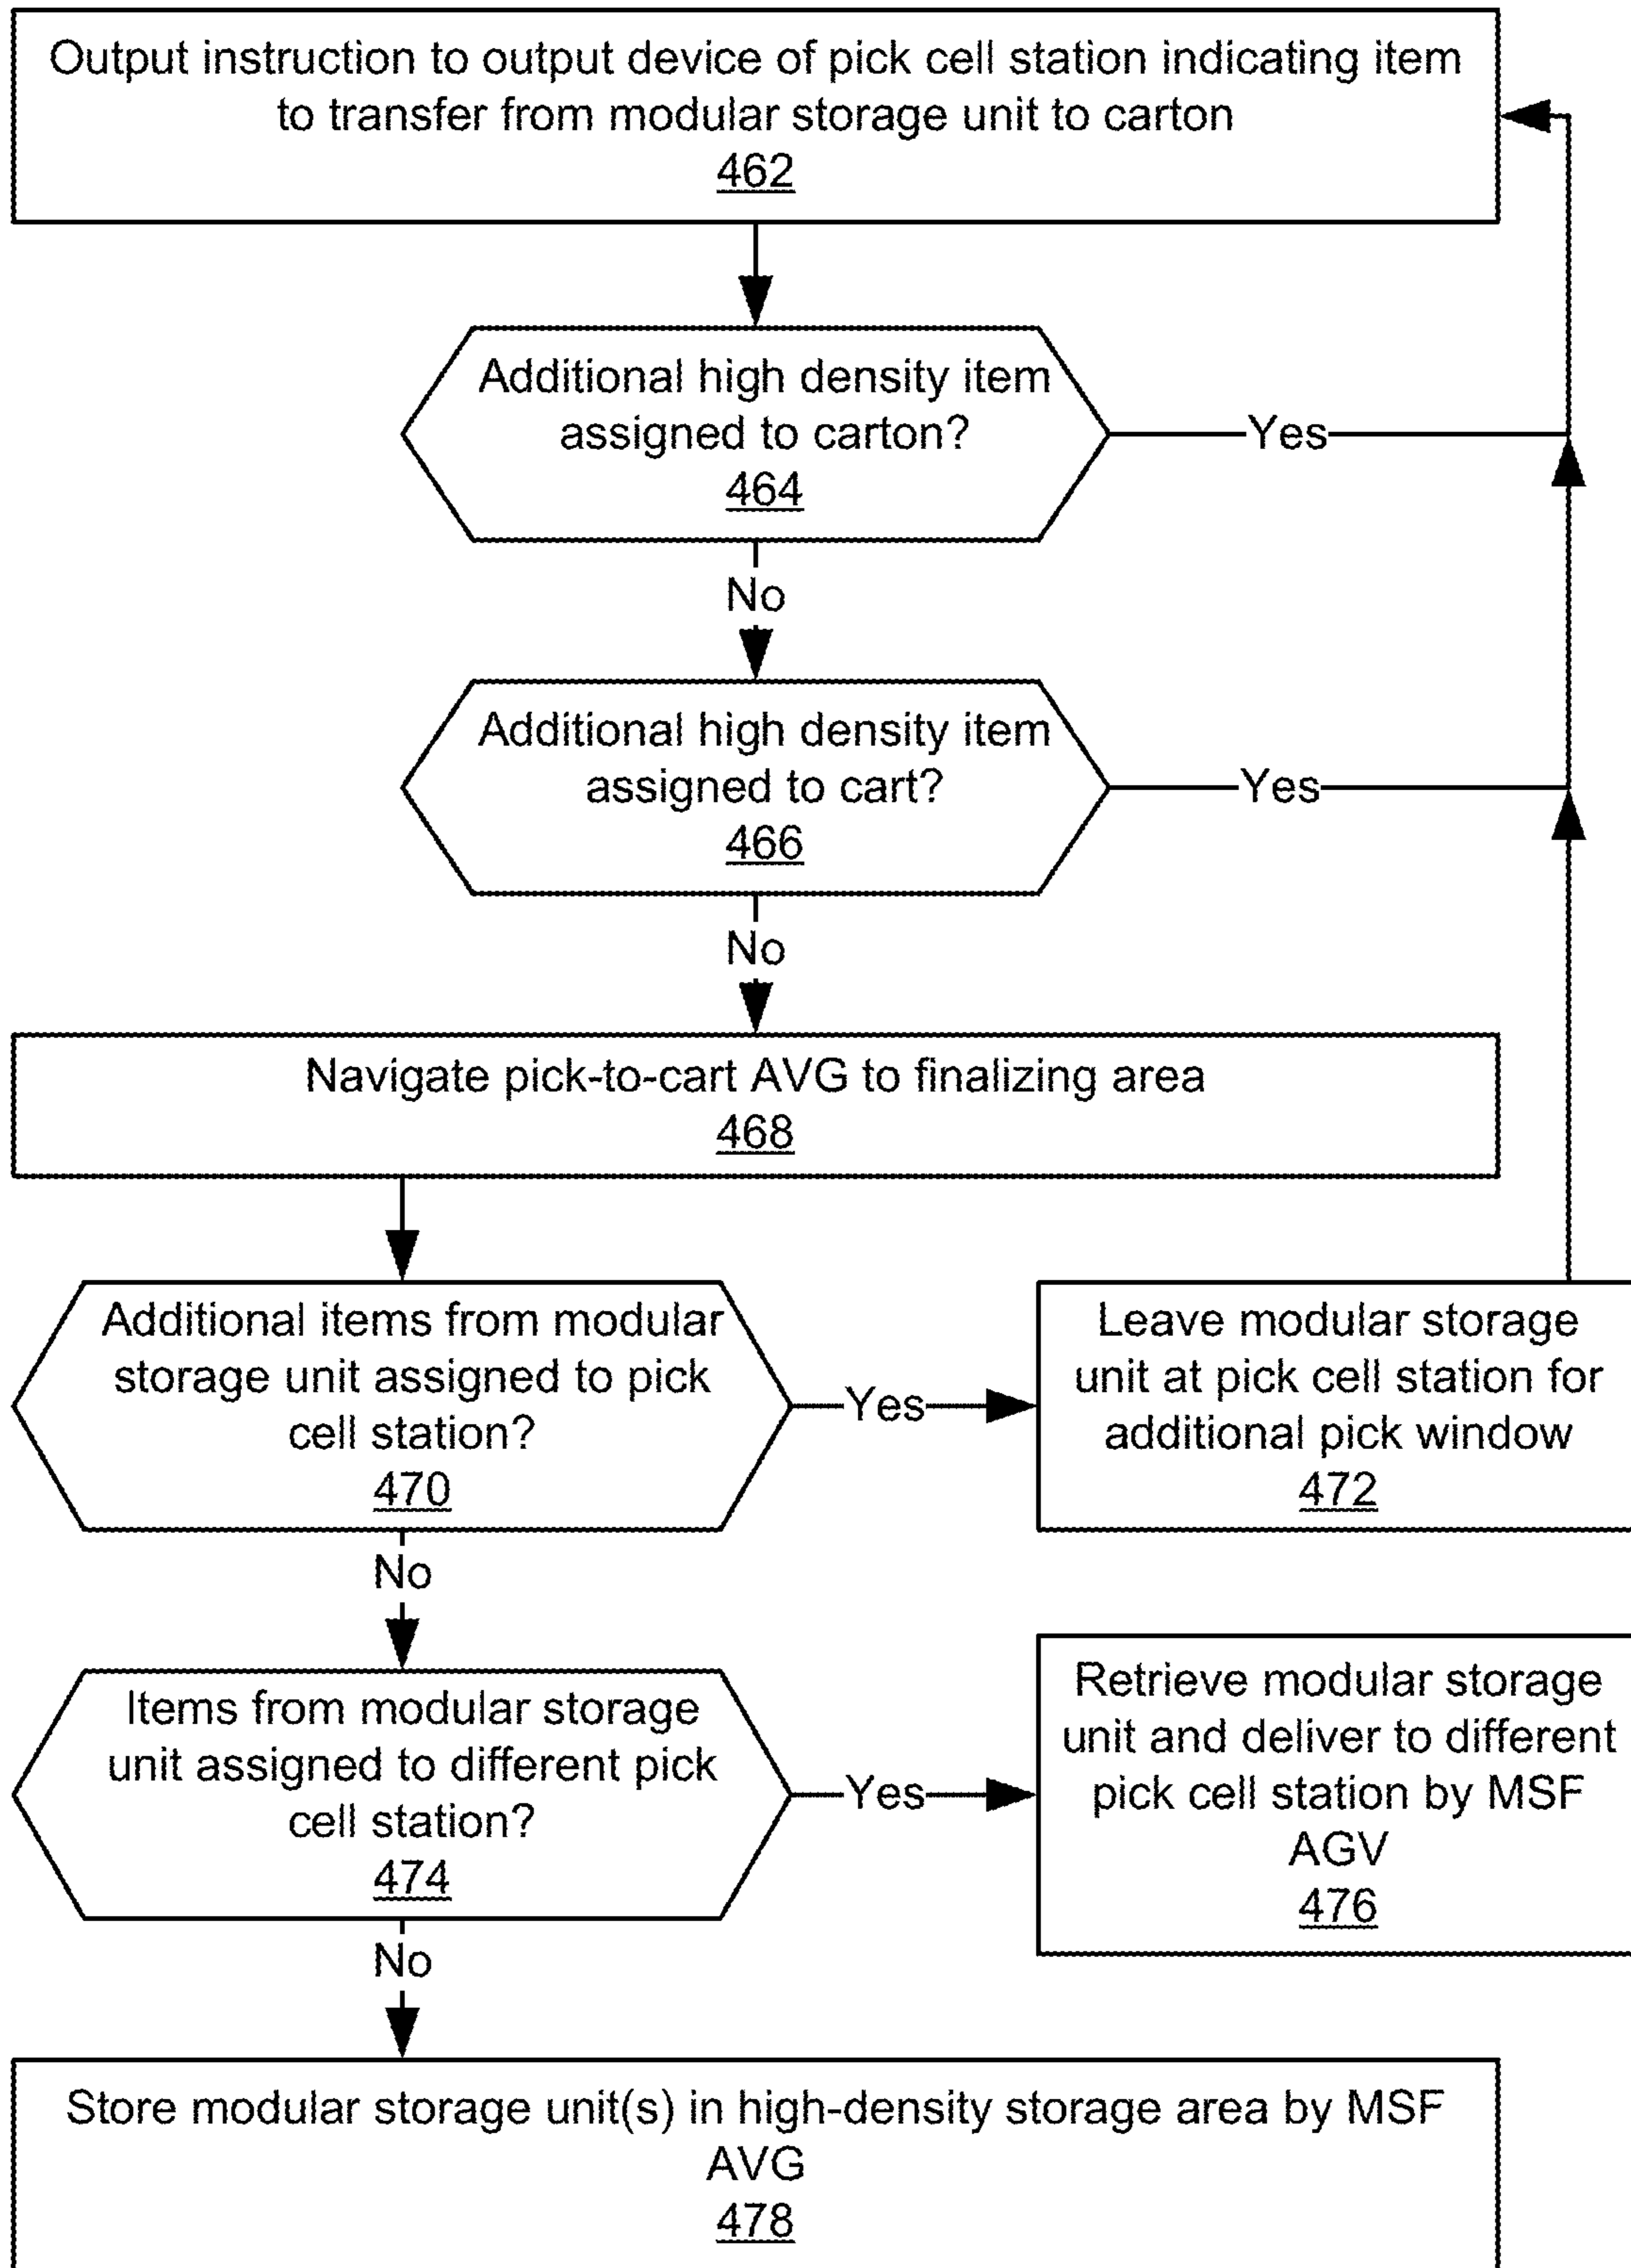 Output instruction to output device of pick cell station indicating item
to transfer from modular storage unit to carton
462
Additional high density item
assigned to carton?
464
Yes
No
Additional high density item
assigned to cart?
466
Yes
No
Navigate pick-to-cart AVG to finalizing area
468
Additional items from modular
storage unit assigned to pick
cell station?
470
Yes
Leave modular storage
unit at pick cell station for
additional pick window
472
No
Items from modular storage
unit assigned to different pick
cell station?
474
Yes
Retrieve modular storage
unit and deliver to different
pick cell station by MSF
AGV
476
No
Store modular storage unit(s) in high-density storage area by MSF
AVG
478